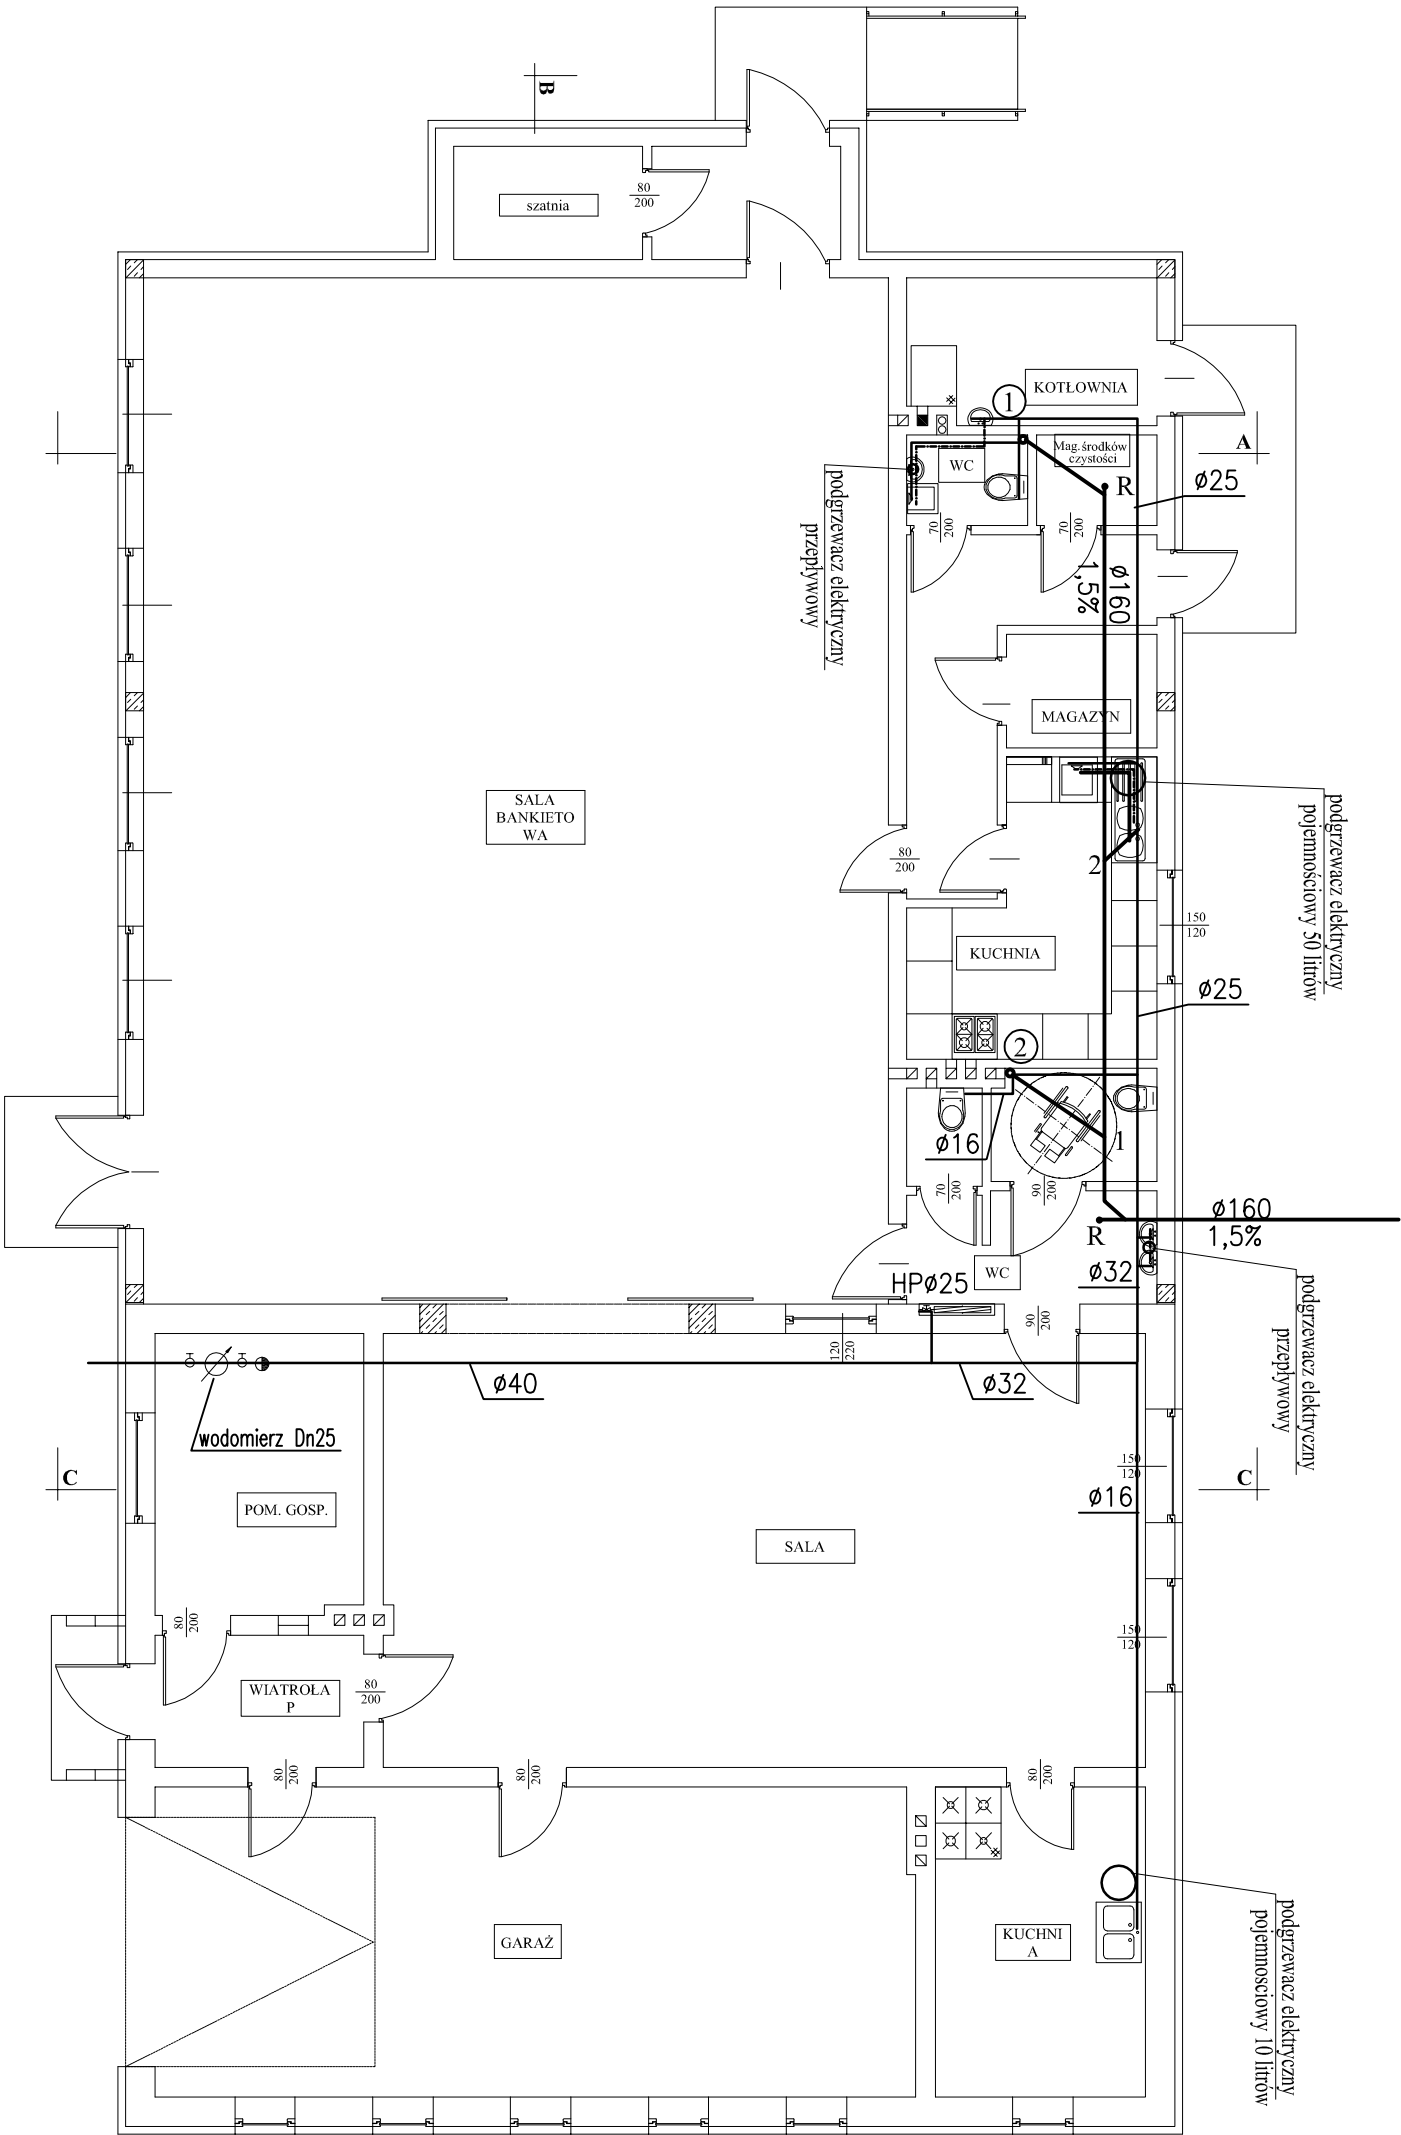 B
szatnia
80
200
KOTŁOWNIA
1
A
Mag. środków
czystości
WC
R
ø25
70
200
70
200
podgrzewacz elektryczny
przepływowy
ø160
1,5%
MAGAZYN
SALA
BANKIETO
WA
podgrzewacz elektryczny
pojemnościowy 50 litrów
80
200
2
150
120
KUCHNIA
ø25
2
ø16
1
70
200
90
200
ø160
1,5%
R
WC
ø32
HPø25
podgrzewacz elektryczny
przepływowy
90
200
120
220
ø40
ø32
wodomierz Dn25
C
C
150
120
ø16
POM. GOSP.
SALA
80
200
150
120
WIATROŁA
P
80
200
80
200
80
200
80
200
GARAŻ
KUCHNI
A
podgrzewacz elektryczny
pojemnosciowy 10 litrów